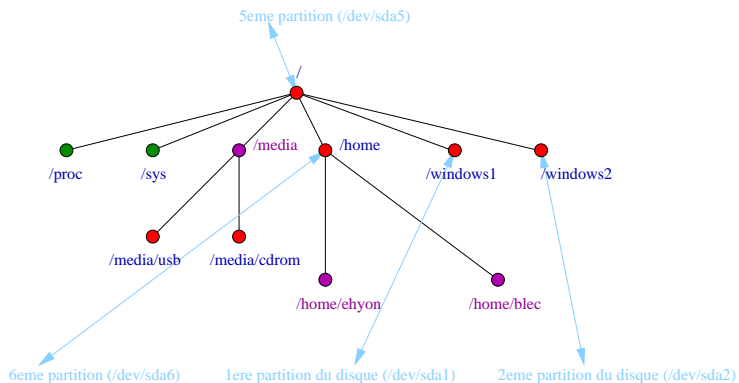 5eme partition (/dev/sda5)
/
/media
/home
/proc
/sys
/windows1
/windows2
/media/usb
/media/cdrom
/home/ehyon
/home/blec
6eme partition (/dev/sda6)
1ere partition du disque (/dev/sda1)
2eme partition du disque (/dev/sda2)